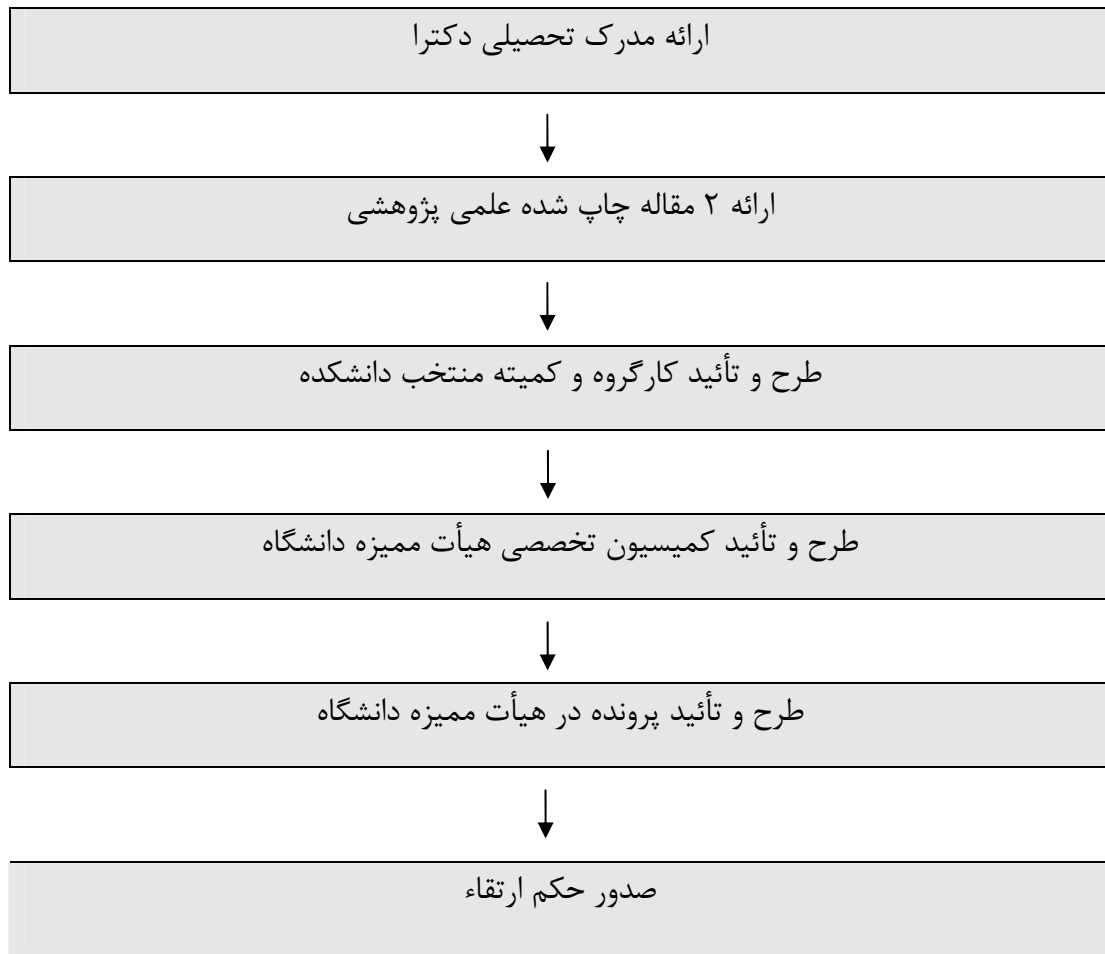 ارائه مدرک تحصیلی دکترا
ارائه ۲ مقاله چاپ شده علمی پژوهشی
طرح و تأئید کارگروه و کمیته منتخب دانشکده
طرح و تأئید کمیسیون تخصصی هیأت ممیزه دانشگاه
طرح و تأئید پرونده در هیأت ممیزه دانشگاه
صدور حکم ارتقاء